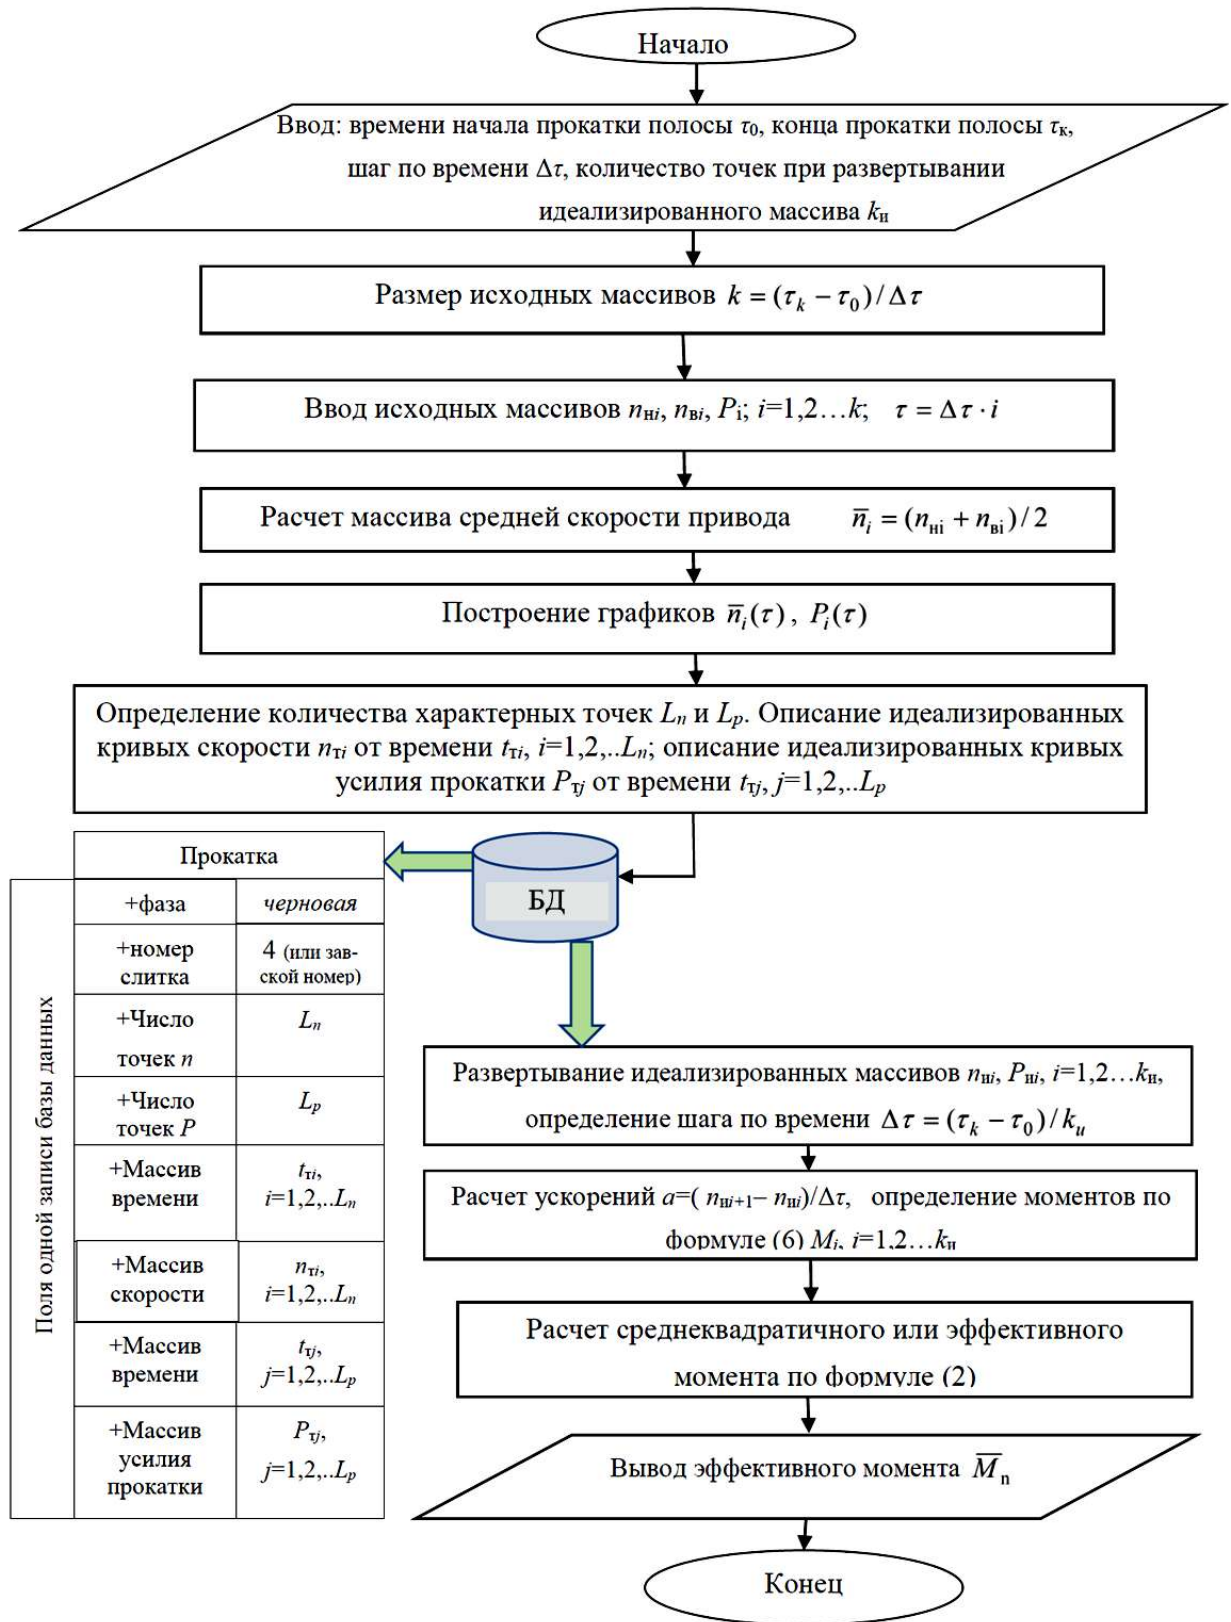 Начало
Ввод: времени начала прокатки полосы τ₀, конца прокатки полосы τк,
шаг по времени Δτ, количество точек при развертывании
идеализированного массива kи
Размер исходных массивов k = (τk − τ0) / Δτ
Ввод исходных массивов nнi, nвi, Pi; i=1,2…k; τ = Δτ · i
Расчет массива средней скорости привода n̅i = (nнi + nвi) / 2
Построение графиков n̅i(τ) , Pi(τ)
Определение количества характерных точек Ln и Lp. Описание идеализированных
кривых скорости nтi от времени tтi, i=1,2,..Ln; описание идеализированных кривых
усилия прокатки Pтj от времени tтj, j=1,2,..Lp
БД
Прокатка
Поля одной записи базы данных
+фаза
черновая
+номер
слитка
4 (или зав-
ской номер)
+Число
точек n
Ln
+Число
точек P
Lp
+Массив
времени
tтi,
i=1,2,..Ln
+Массив
скорости
nтi,
i=1,2,..Ln
+Массив
времени
tтj,
j=1,2,..Lp
+Массив
усилия
прокатки
Pтj,
j=1,2,..Lp
Развертывание идеализированных массивов nиi, Pиi, i=1,2…kи,
определение шага по времени Δτ = (τk − τ0) / kи
Расчет ускорений a=( nиi+1− nиi)/Δτ, определение моментов по
формуле (6) Mi, i=1,2…kи
Расчет среднеквадратичного или эффективного
момента по формуле (2)
Вывод эффективного момента M̅п
Конец